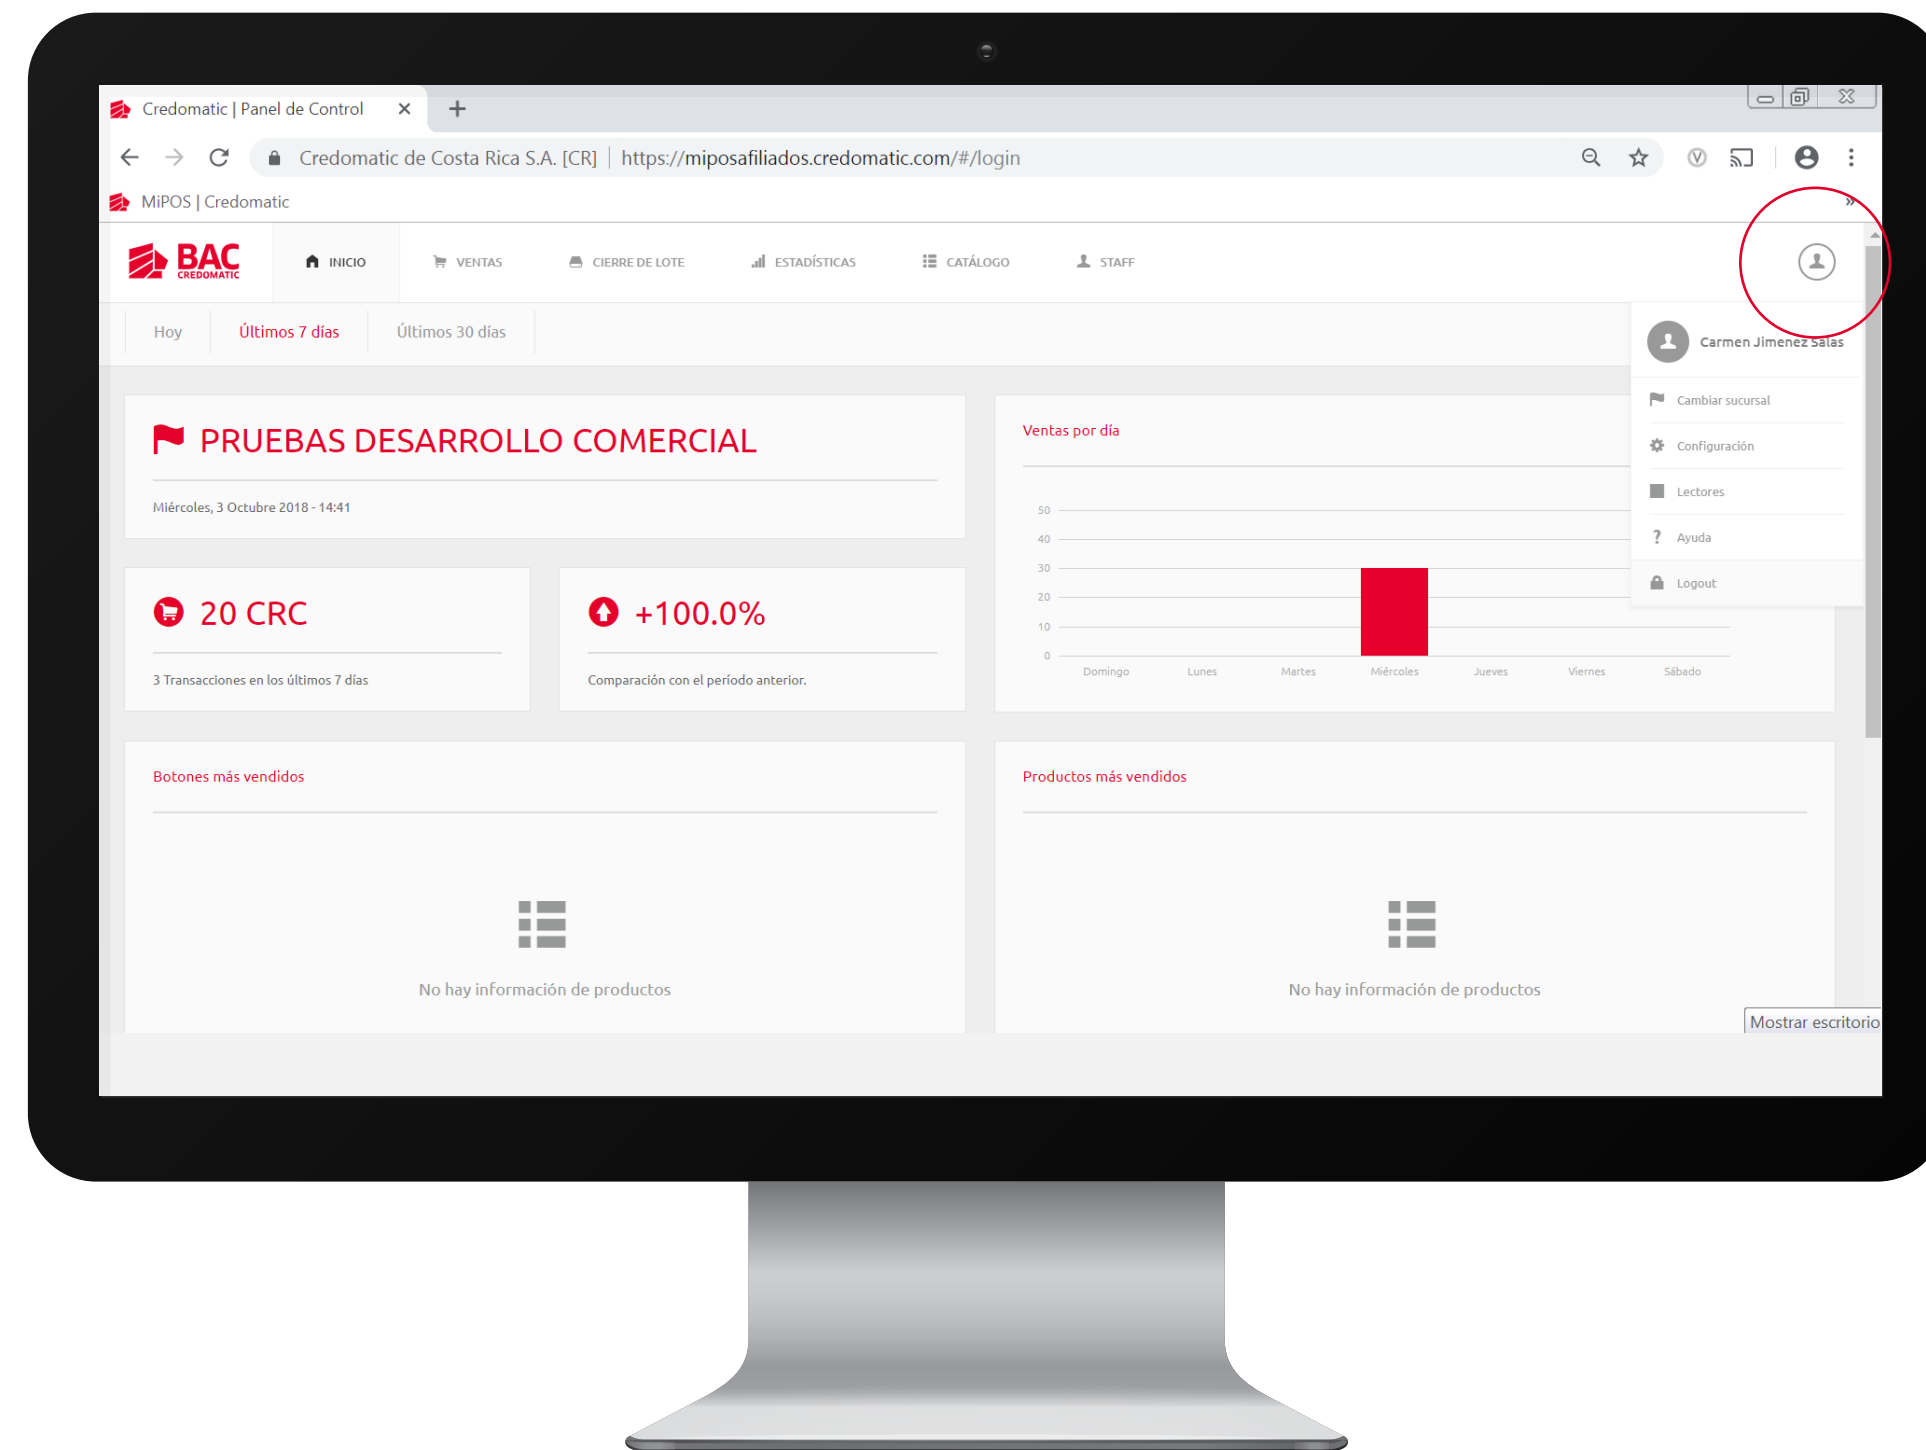 Credomatic | Panel de Control
Credomatic de Costa Rica S.A. [CR] | https://miposafiliados.credomatic.com/#/login
MiPOS | Credomatic
BAC
CREDOMATIC
INICIO
VENTAS
CIERRE DE LOTE
ESTADÍSTICAS
CATÁLOGO
STAFF
Hoy
Últimos 7 días
Últimos 30 días
Carmen Jimenez Salas
Cambiar sucursal
Configuración
Lectores
Ayuda
Logout
PRUEBAS DESARROLLO COMERCIAL
Miércoles, 3 Octubre 2018 - 14:41
20 CRC
3 Transacciones en los últimos 7 días
+100.0%
Comparación con el período anterior.
Ventas por día
50
40
30
20
10
0
Domingo Lunes Martes Miércoles Jueves Viernes Sábado
Botones más vendidos
No hay información de productos
Productos más vendidos
No hay información de productos
Mostrar escritorio